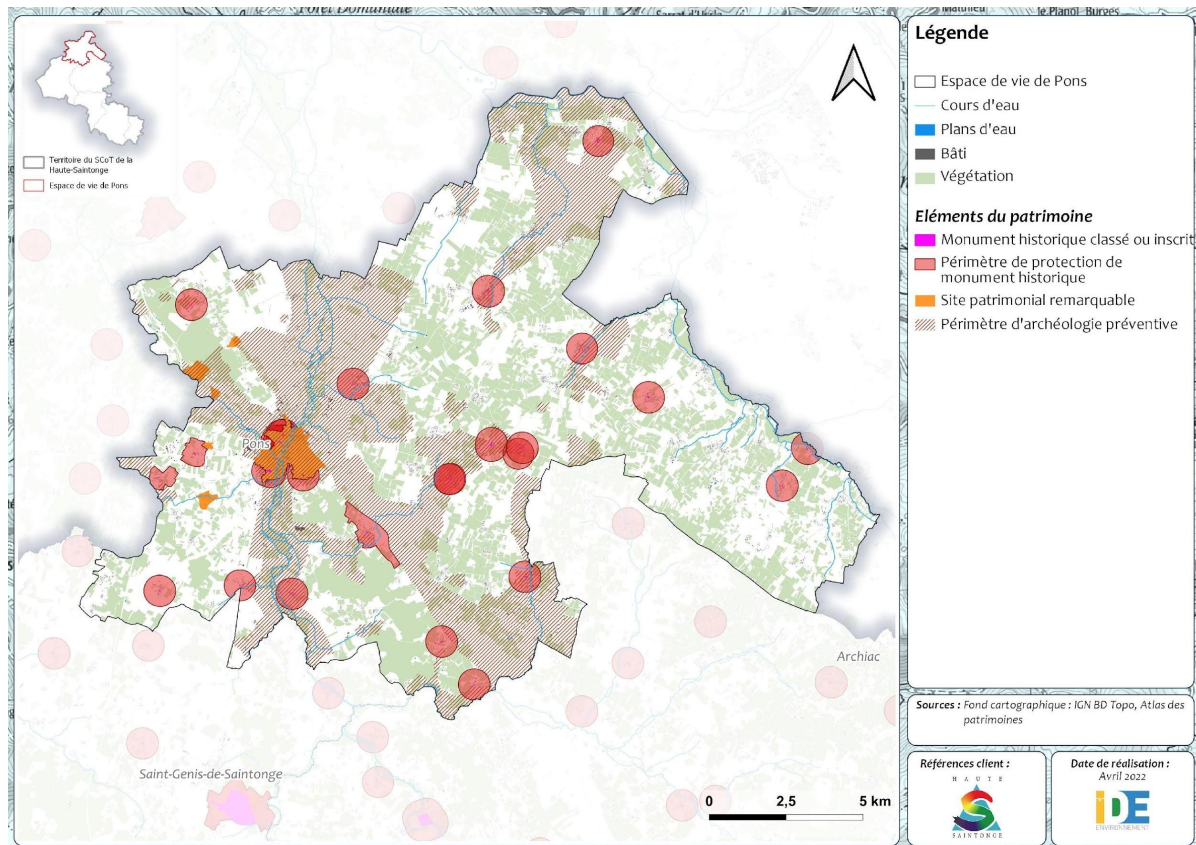 Territoire du SCoT de la
Haute-Saintonge
Espace de vie de Pons
Pons
Archiac
Saint-Genis-de-Saintonge
0 2,5 5 km
Légende
Espace de vie de Pons
Cours d'eau
Plans d'eau
Bâti
Végétation
Eléments du patrimoine
Monument historique classé ou inscrit
Périmètre de protection de
monument historique
Site patrimonial remarquable
Périmètre d'archéologie préventive
Sources : Fond cartographique : IGN BD Topo, Atlas des
patrimoines
Références client :
HAUTE
SAINTONGE
Date de réalisation :
Avril 2022
IDE
ENVIRONNEMENT